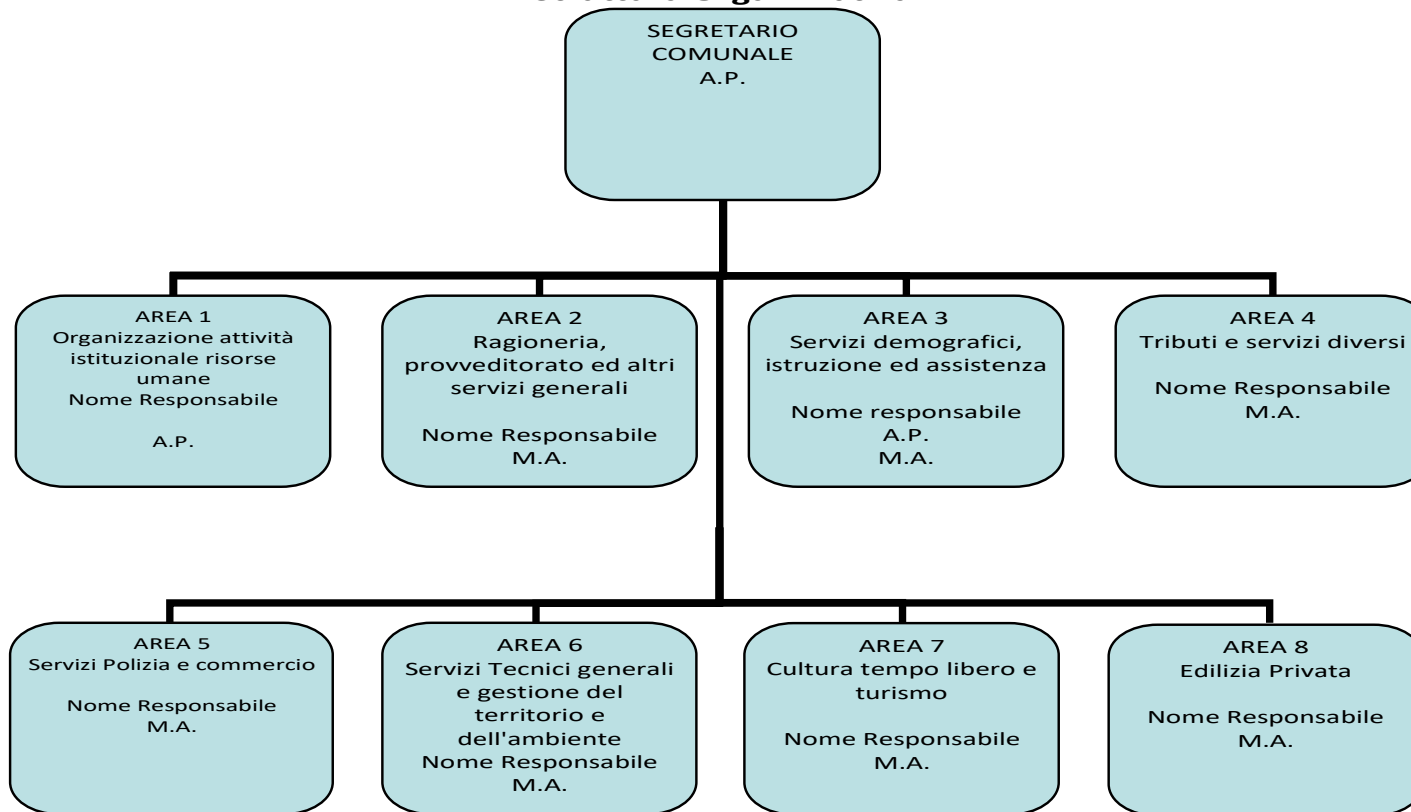 SEGRETARIO
COMUNALE
A.P.
AREA 1
Organizzazione attività
istituzionale risorse
umane
Nome Responsabile
A.P.
AREA 2
Ragioneria,
provveditorato ed altri
servizi generali
Nome Responsabile
M.A.
AREA 3
Servizi demografici,
istruzione ed assistenza
Nome responsabile
A.P.
M.A.
AREA 4
Tributi e servizi diversi
Nome Responsabile
M.A.
AREA 5
Servizi Polizia e commercio
Nome Responsabile
M.A.
AREA 6
Servizi Tecnici generali
e gestione del
territorio e
dell'ambiente
Nome Responsabile
M.A.
AREA 7
Cultura tempo libero e
turismo
Nome Responsabile
M.A.
AREA 8
Edilizia Privata
Nome Responsabile
M.A.